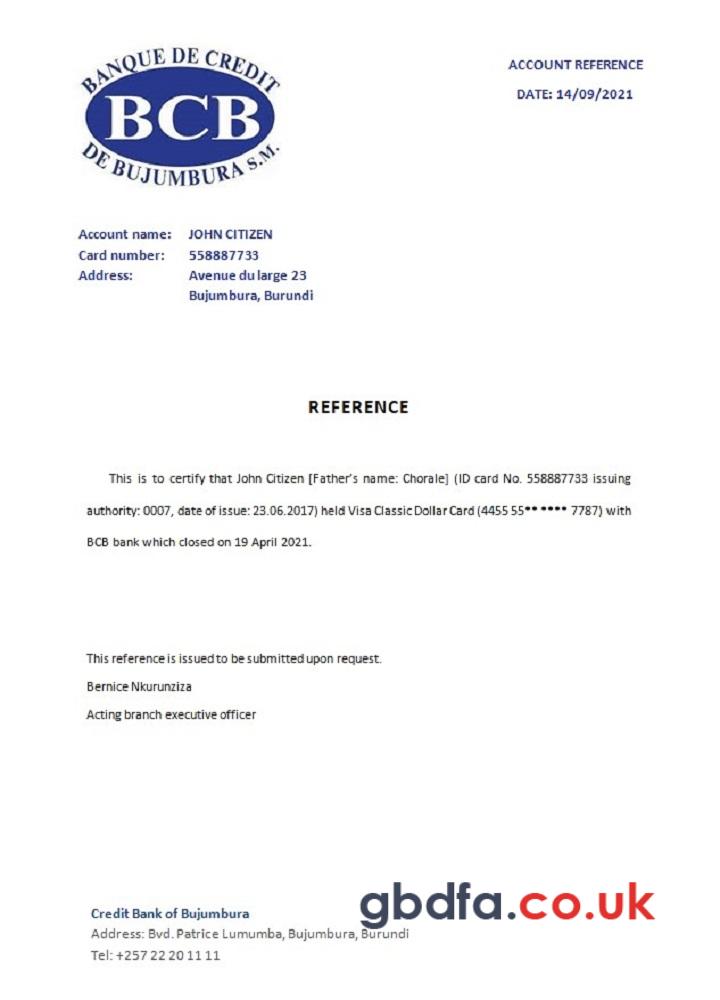 BANQUE DE CREDIT
BCB
DE BUJUMBURA S.M.
ACCOUNT REFERENCE
DATE: 14/09/2021
Account name: JOHN CITIZEN
Card number: 558887733
Address: Avenue du large 23
Bujumbura, Burundi
REFERENCE
This is to certify that John Citizen [Father's name: Chorale] (ID card No. 558887733 issuing
authority: 0007, date of issue: 23.06.2017) held Visa Classic Dollar Card (4455 55** **** 7787) with
BCB bank which closed on 19 April 2021.
This reference is issued to be submitted upon request.
Bernice Nkurunziza
Acting branch executive officer
gbdfa.co.uk
Credit Bank of Bujumbura
Address: Bvd. Patrice Lumumba, Bujumbura, Burundi
Tel: +257 22 20 11 11